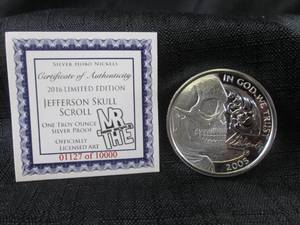 SILVER HOBO NICKELS
Certificate of Authenticity
2016 LIMITED EDITION
JEFFERSON SKULL
SCROLL
ONE TROY OUNCE
SILVER PROOF
OFFICIALLY
LICENSED ART
MR
THE
01127 of 10000
IN GOD WE TRUST
2005